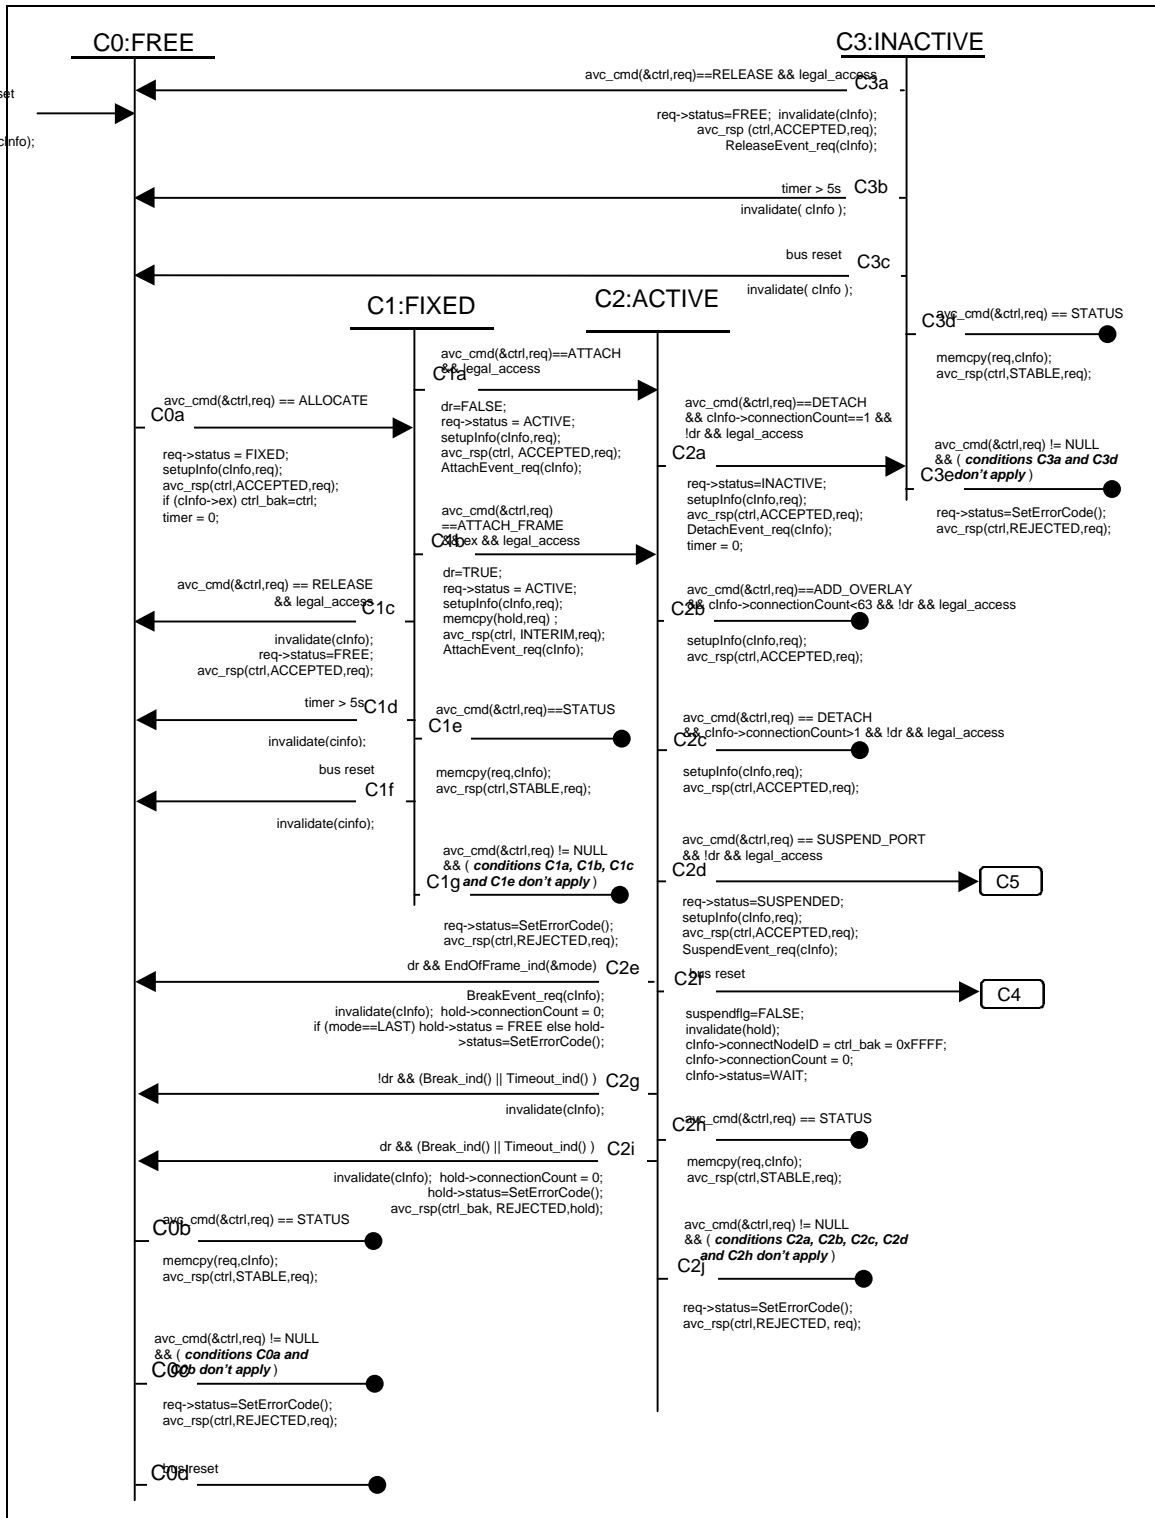 C0:FREE
C3:INACTIVE
avc_cmd(&ctrl,req)==RELEASE && legal_access
C3a
set
cInfo);
req->status=FREE;  invalidate(cInfo);
avc_rsp (ctrl,ACCEPTED,req);
ReleaseEvent_req(cInfo);
timer > 5s
C3b
invalidate( cInfo );
bus reset
C3c
invalidate( cInfo );
C1:FIXED
C2:ACTIVE
avc_cmd(&ctrl,req) == STATUS
C3d
memcpy(req,cInfo);
avc_rsp(ctrl,STABLE,req);
avc_cmd(&ctrl,req)==ATTACH
&& legal_access
C1a
dr=FALSE;
req->status = ACTIVE;
setupInfo(cInfo,req);
avc_rsp(ctrl, ACCEPTED,req);
AttachEvent_req(cInfo);
avc_cmd(&ctrl,req) == ALLOCATE
C0a
req->status = FIXED;
setupInfo(cInfo,req);
avc_rsp(ctrl,ACCEPTED,req);
if (cInfo->ex) ctrl_bak=ctrl;
timer = 0;
avc_cmd(&ctrl,req)==DETACH
&& cInfo->connectionCount==1 &&
!dr && legal_access
C2a
req->status=INACTIVE;
setupInfo(cInfo,req);
avc_rsp(ctrl,ACCEPTED,req);
DetachEvent_req(cInfo);
timer = 0;
avc_cmd(&ctrl,req) != NULL
&& ( conditions C3a and C3d
don't apply )
C3e
req->status=SetErrorCode();
avc_rsp(ctrl,REJECTED,req);
avc_cmd(&ctrl,req)
==ATTACH_FRAME
&& ex && legal_access
C1b
dr=TRUE;
req->status = ACTIVE;
setupInfo(cInfo,req);
memcpy(hold,req) ;
avc_rsp(ctrl, INTERIM,req);
AttachEvent_req(cInfo);
avc_cmd(&ctrl,req) == RELEASE
&& legal_access
C1c
invalidate(cInfo);
req->status=FREE;
avc_rsp(ctrl,ACCEPTED,req);
avc_cmd(&ctrl,req)==ADD_OVERLAY
&& cInfo->connectionCount<63 && !dr && legal_access
C2b
setupInfo(cInfo,req);
avc_rsp(ctrl,ACCEPTED,req);
timer > 5s
C1d
invalidate(cinfo);
avc_cmd(&ctrl,req)==STATUS
C1e
memcpy(req,cInfo);
avc_rsp(ctrl,STABLE,req);
avc_cmd(&ctrl,req) == DETACH
&& cInfo->connectionCount>1 && !dr && legal_access
C2c
setupInfo(cInfo,req);
avc_rsp(ctrl,ACCEPTED,req);
bus reset
C1f
invalidate(cinfo);
avc_cmd(&ctrl,req) != NULL
&& ( conditions C1a, C1b, C1c
and C1e don't apply )
C1g
req->status=SetErrorCode();
avc_rsp(ctrl,REJECTED,req);
avc_cmd(&ctrl,req) == SUSPEND_PORT
&& !dr && legal_access
C2d
C5
req->status=SUSPENDED;
setupInfo(cInfo,req);
avc_rsp(ctrl,ACCEPTED,req);
SuspendEvent_req(cInfo);
dr && EndOfFrame_ind(&mode)
C2e
BreakEvent_req(cInfo);
invalidate(cInfo);  hold->connectionCount = 0;
if (mode==LAST) hold->status = FREE else hold-
>status=SetErrorCode();
bus reset
C2f
C4
suspendflg=FALSE;
invalidate(hold);
cInfo->connectNodeID = ctrl_bak = 0xFFFF;
cInfo->connectionCount = 0;
cInfo->status=WAIT;
!dr && (Break_ind() || Timeout_ind() )
C2g
invalidate(cInfo);
avc_cmd(&ctrl,req) == STATUS
C2h
memcpy(req,cInfo);
avc_rsp(ctrl,STABLE,req);
dr && (Break_ind() || Timeout_ind() )
C2i
invalidate(cInfo);  hold->connectionCount = 0;
hold->status=SetErrorCode();
avc_rsp(ctrl_bak, REJECTED,hold);
avc_cmd(&ctrl,req) == STATUS
C0b
memcpy(req,cInfo);
avc_rsp(ctrl,STABLE,req);
avc_cmd(&ctrl,req) != NULL
&& ( conditions C2a, C2b, C2c, C2d
and C2h don't apply )
C2j
req->status=SetErrorCode();
avc_rsp(ctrl,REJECTED, req);
avc_cmd(&ctrl,req) != NULL
&& ( conditions C0a and
C0b don't apply )
C0c
req->status=SetErrorCode();
avc_rsp(ctrl,REJECTED,req);
bus reset
C0d